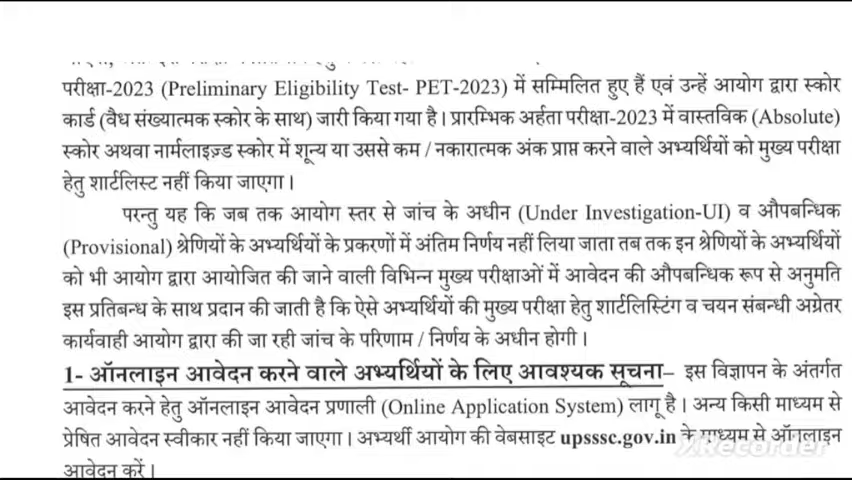 परीक्षा-2023 (Preliminary Eligibility Test- PET-2023) में सम्मिलित हुए हैं एवं उन्हें आयोग द्वारा स्कोर
कार्ड (वैध संख्यात्मक स्कोर के साथ) जारी किया गया है। प्रारम्भिक अर्हता परीक्षा-2023 में वास्तविक (Absolute)
स्कोर अथवा नार्मलाइज़्ड स्कोर में शून्य या उससे कम / नकारात्मक अंक प्राप्त करने वाले अभ्यर्थियों को मुख्य परीक्षा
हेतु शार्टलिस्ट नहीं किया जाएगा।
परन्तु यह कि जब तक आयोग स्तर से जांच के अधीन (Under Investigation-UI) व औपबन्धिक
(Provisional) श्रेणियों के अभ्यर्थियों के प्रकरणों में अंतिम निर्णय नहीं लिया जाता तब तक इन श्रेणियों के अभ्यर्थियों
को भी आयोग द्वारा आयोजित की जाने वाली विभिन्न मुख्य परीक्षाओं में आवेदन की औपबन्धिक रूप से अनुमति
इस प्रतिबन्ध के साथ प्रदान की जाती है कि ऐसे अभ्यर्थियों की मुख्य परीक्षा हेतु शार्टलिस्टिंग व चयन संबन्धी अग्रेतर
कार्यवाही आयोग द्वारा की जा रही जांच के परिणाम / निर्णय के अधीन होगी।
1- ऑनलाइन आवेदन करने वाले अभ्यर्थियों के लिए आवश्यक सूचना– इस विज्ञापन के अंतर्गत
आवेदन करने हेतु ऑनलाइन आवेदन प्रणाली (Online Application System) लागू है। अन्य किसी माध्यम से
प्रेषित आवेदन स्वीकार नहीं किया जाएगा। अभ्यर्थी आयोग की वेबसाइट upsssc.gov.in के माध्यम से ऑनलाइन
XRecorder
आवेदन करें।